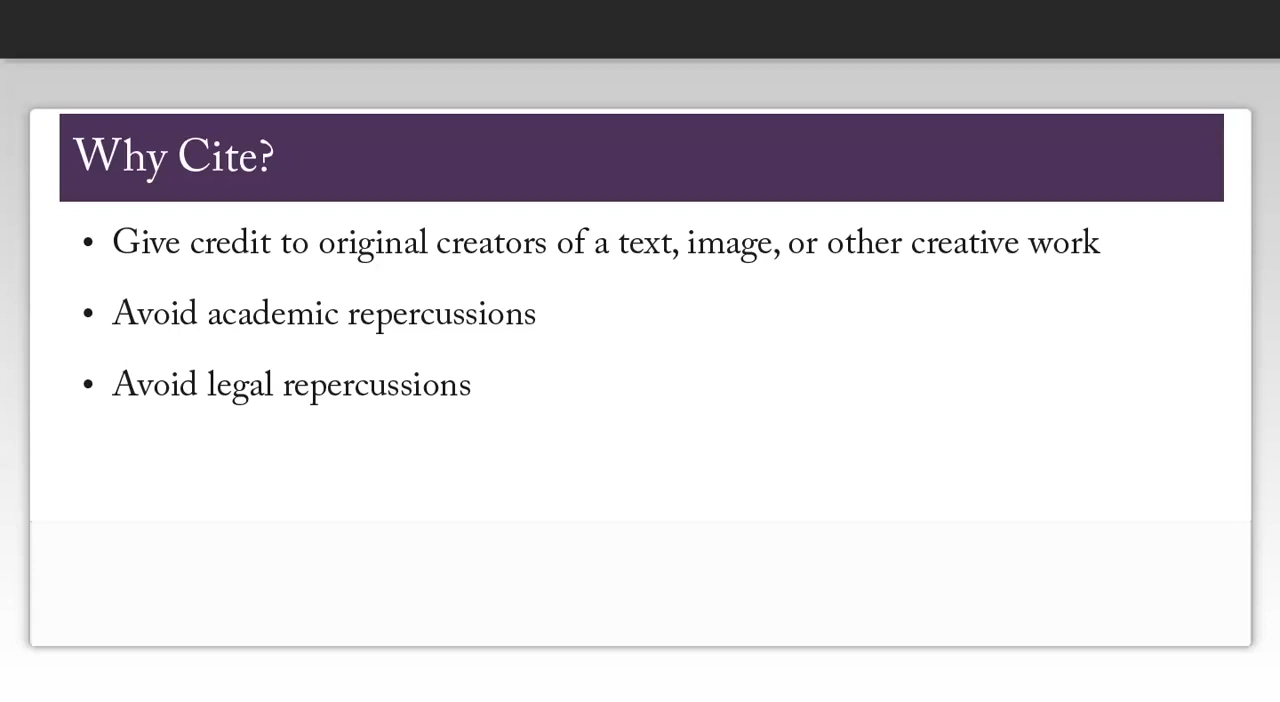 Why Cite?
• Give credit to original creators of a text, image, or other creative work
• Avoid academic repercussions
• Avoid legal repercussions